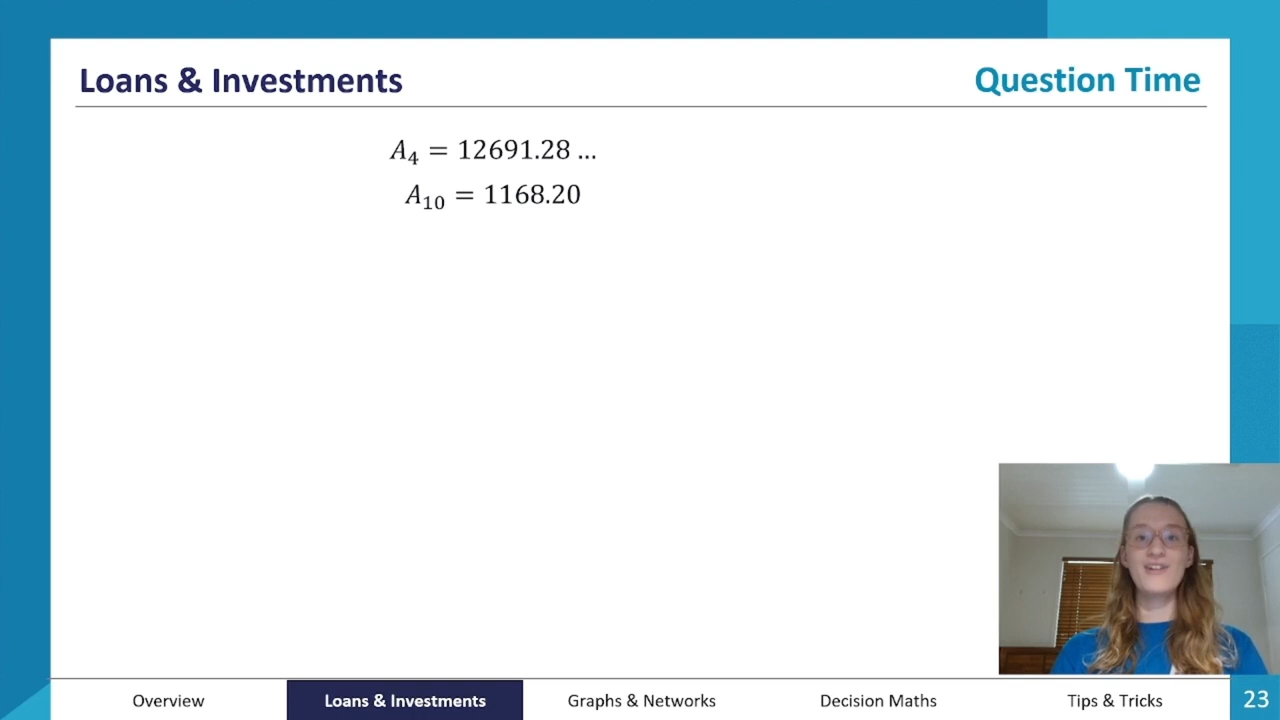 Loans & Investments
Question Time
A₄ = 12691.28 …
A₁₀ = 1168.20
Overview
Loans & Investments
Graphs & Networks
Decision Maths
Tips & Tricks
23